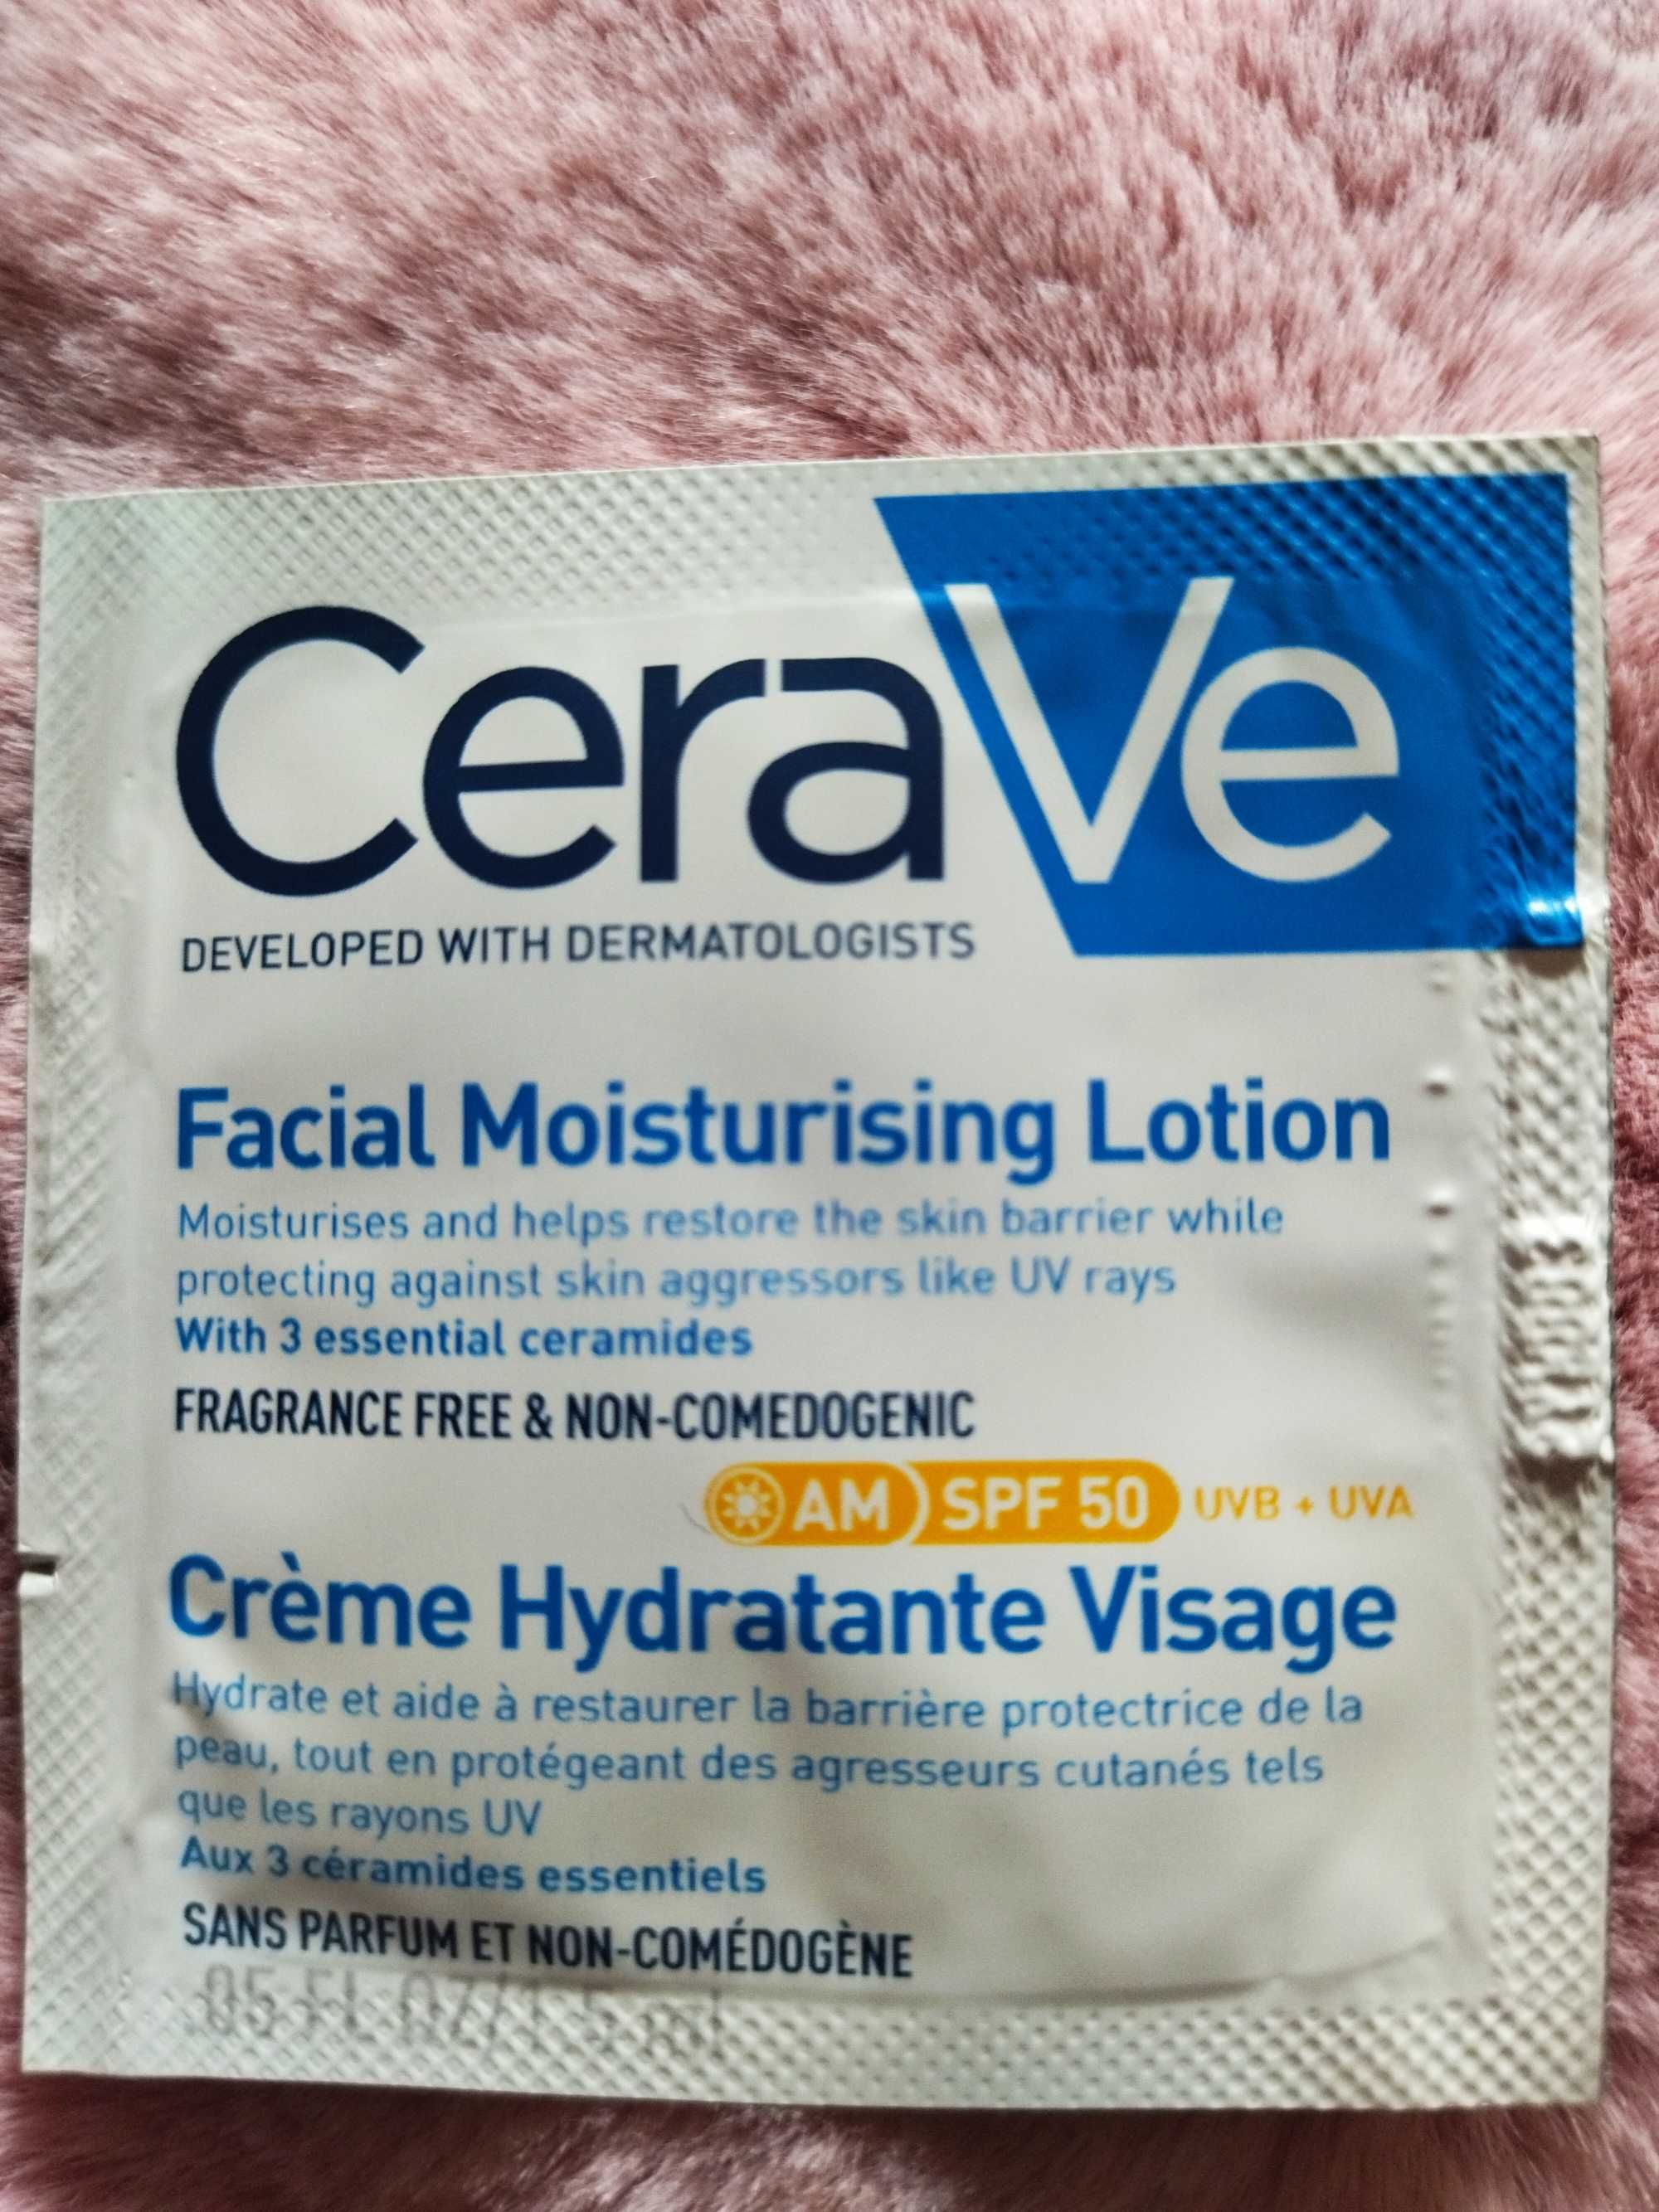 CeraVe
DEVELOPED WITH DERMATOLOGISTS
Facial Moisturising Lotion
Moisturises and helps restore the skin barrier while
protecting against skin aggressors like UV rays
With 3 essential ceramides
FRAGRANCE FREE & NON-COMEDOGENIC
AM SPF 50 UVB + UVA
Crème Hydratante Visage
Hydrate et aide à restaurer la barrière protectrice de la
peau, tout en protégeant des agresseurs cutanés tels
que les rayons UV
Aux 3 céramides essentiels
SANS PARFUM ET NON-COMÉDOGÈNE